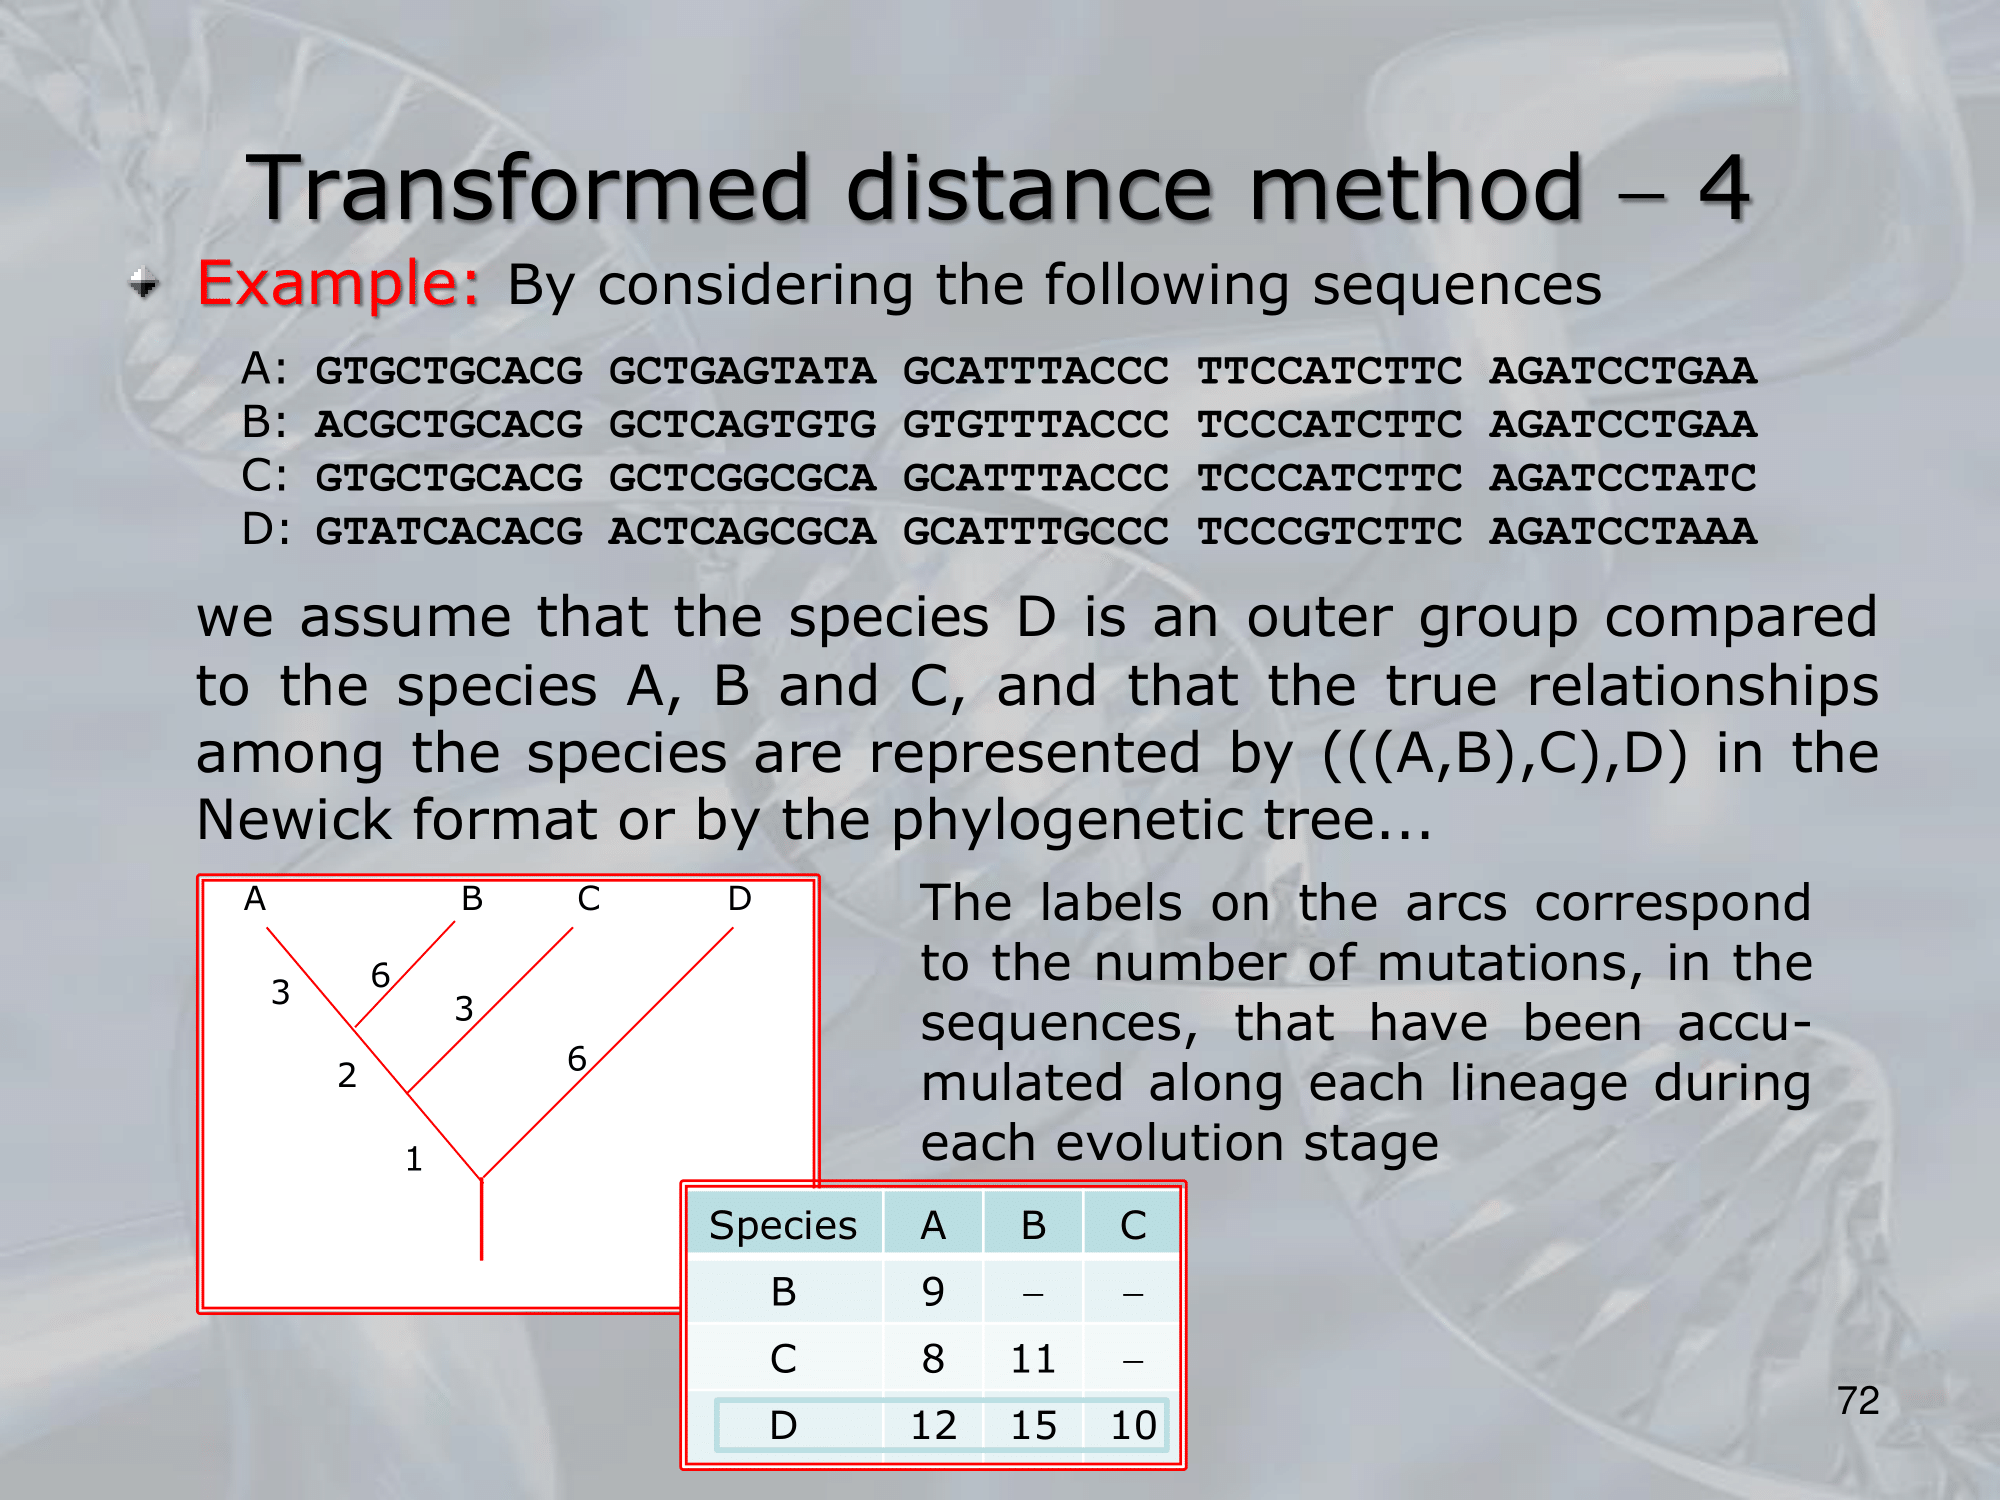 Transformed distance method – 4
Example: By considering the following sequences
A: GTGCTGCACG GCTGAGTATA GCATTTACCC TTCCATCTTC AGATCCTGAA
B: ACGCTGCACG GCTCAGTGTG GTGTTTACCC TCCCATCTTC AGATCCTGAA
C: GTGCTGCACG GCTCGGCGCA GCATTTACCC TCCCATCTTC AGATCCTATC
D: GTATCACACG ACTCAGCGCA GCATTTGCCC TCCCGTCTTC AGATCCTAAA
we assume that the species D is an outer group compared
to the species A, B and C, and that the true relationships
among the species are represented by (((A,B),C),D) in the
Newick format or by the phylogenetic tree…
A B C D
3 6 3
2 6
1
The labels on the arcs correspond
to the number of mutations, in the
sequences, that have been accu-
mulated along each lineage during
each evolution stage
Species A B C
B 9 – –
C 8 11 –
D 12 15 10
72